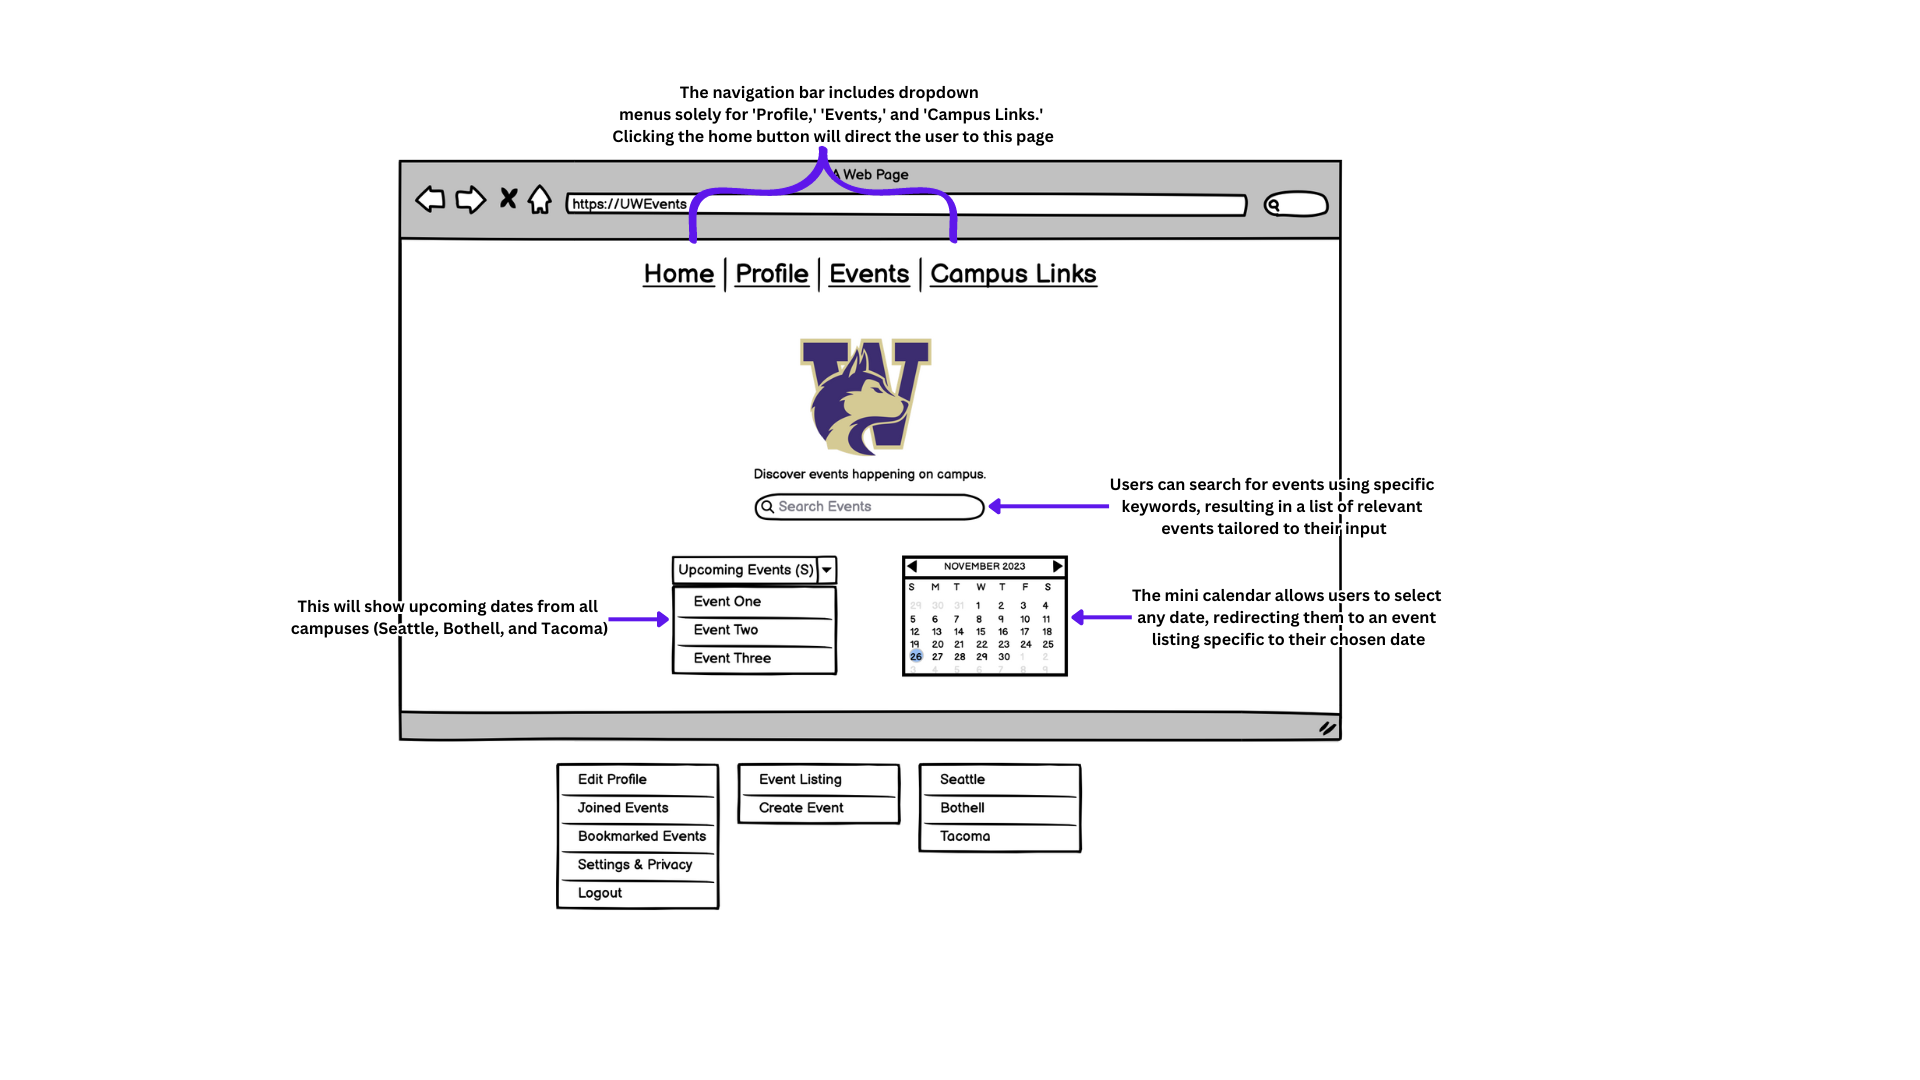 The navigation bar includes dropdown
menus solely for 'Profile,' 'Events,' and 'Campus Links.'
Clicking the home button will direct the user to this page
A Web Page
https://UWEvents
Home | Profile | Events | Campus Links
W
Discover events happening on campus.
Search Events
Users can search for events using specific
keywords, resulting in a list of relevant
events tailored to their input
Upcoming Events (S)
Event One
Event Two
Event Three
This will show upcoming dates from all
campuses (Seattle, Bothell, and Tacoma)
NOVEMBER 2023
S M T W T F S
29 30 31 1 2 3 4
5 6 7 8 9 10 11
12 13 14 15 16 17 18
19 20 21 22 23 24 25
26 27 28 29 30 1 2
3 4 5 6 7 8 9
The mini calendar allows users to select
any date, redirecting them to an event
listing specific to their chosen date
Edit Profile
Joined Events
Bookmarked Events
Settings & Privacy
Logout
Event Listing
Create Event
Seattle
Bothell
Tacoma